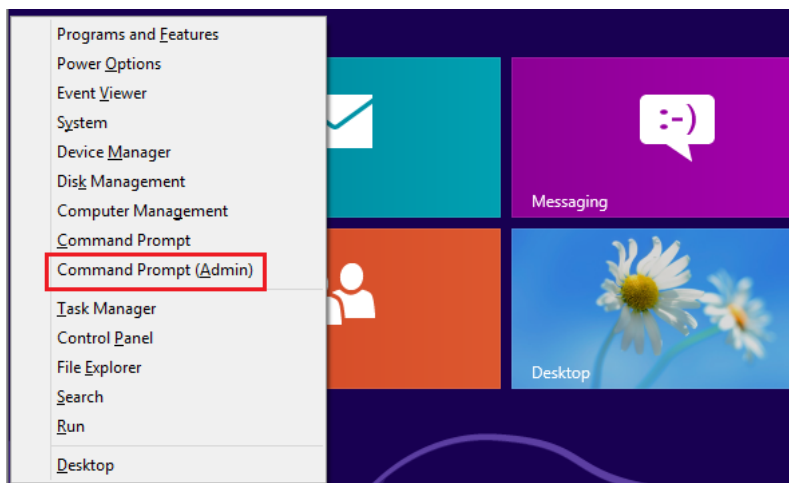 Programs and Features
Power Options
Event Viewer
System
Device Manager
Disk Management
Computer Management
Command Prompt
Command Prompt (Admin)
Task Manager
Control Panel
File Explorer
Search
Run
Desktop
:-)
Messaging
Desktop